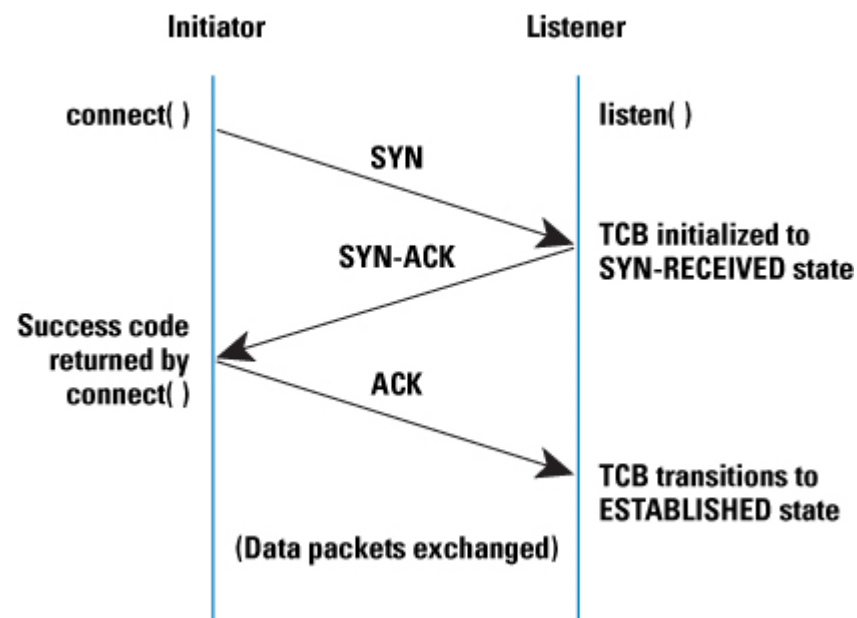 Initiator
Listener
connect( )
listen( )
SYN
TCB initialized to
SYN-RECEIVED state
SYN-ACK
Success code
returned by
connect( )
ACK
TCB transitions to
ESTABLISHED state
(Data packets exchanged)